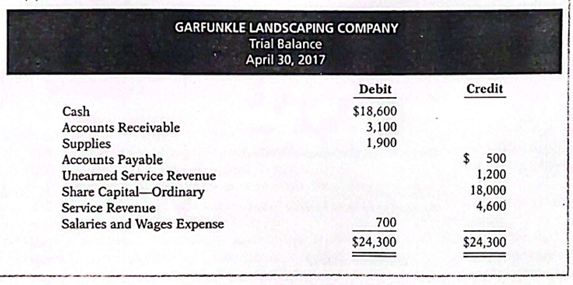 GARFUNKLE LANDSCAPING COMPANY
Trial Balance
April 30, 2017
Debit Credit
Cash $18,600
Accounts Receivable 3,100
Supplies 1,900
Accounts Payable $ 500
Unearned Service Revenue 1,200
Share Capital—Ordinary 18,000
Service Revenue 4,600
Salaries and Wages Expense 700
$24,300 $24,300